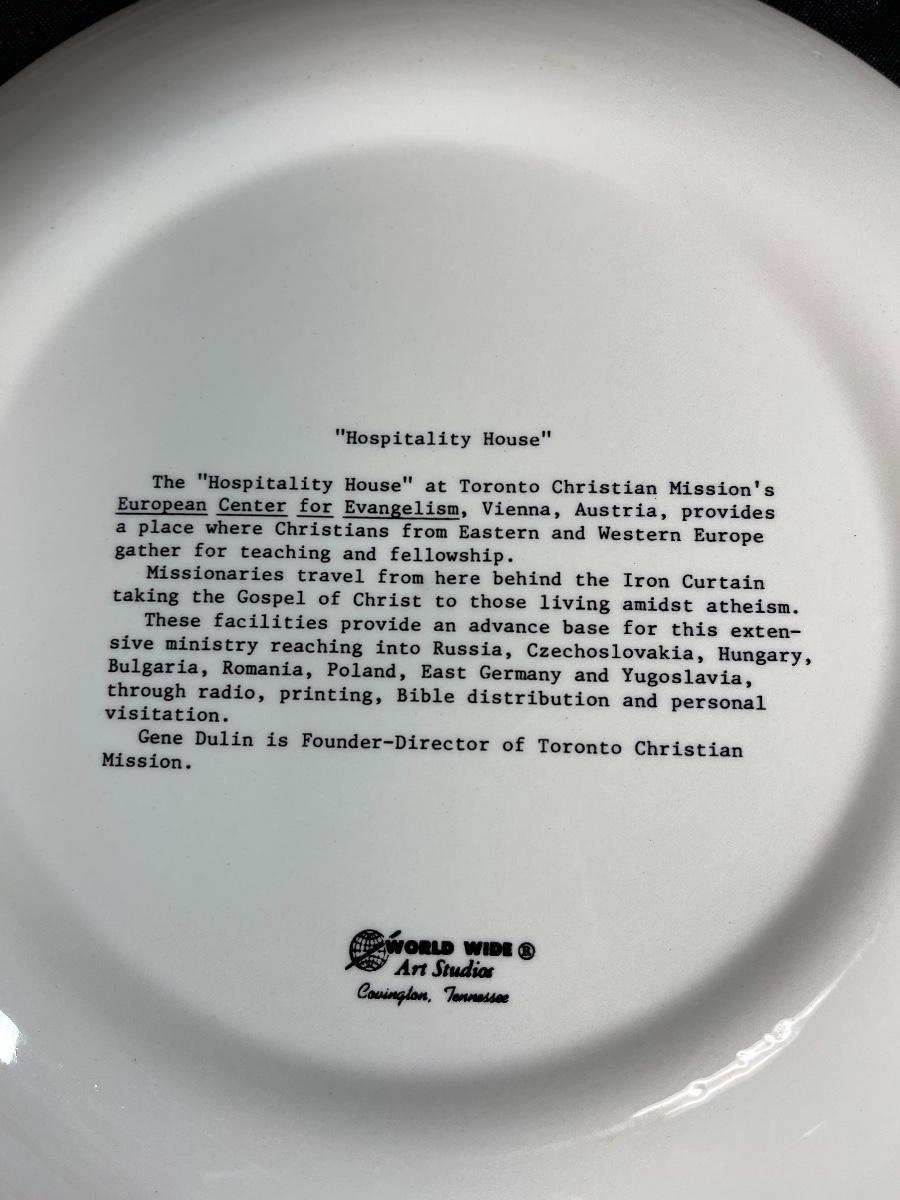 "Hospitality House"
The "Hospitality House" at Toronto Christian Mission's
European Center for Evangelism, Vienna, Austria, provides
a place where Christians from Eastern and Western Europe
gather for teaching and fellowship.
Missionaries travel from here behind the Iron Curtain
taking the Gospel of Christ to those living amidst atheism.
These facilities provide an advance base for this exten-
sive ministry reaching into Russia, Czechoslovakia, Hungary,
Bulgaria, Romania, Poland, East Germany and Yugoslavia,
through radio, printing, Bible distribution and personal
visitation.
Gene Dulin is Founder-Director of Toronto Christian
Mission.
WORLD WIDE ®
Art Studios
Covington, Tennessee